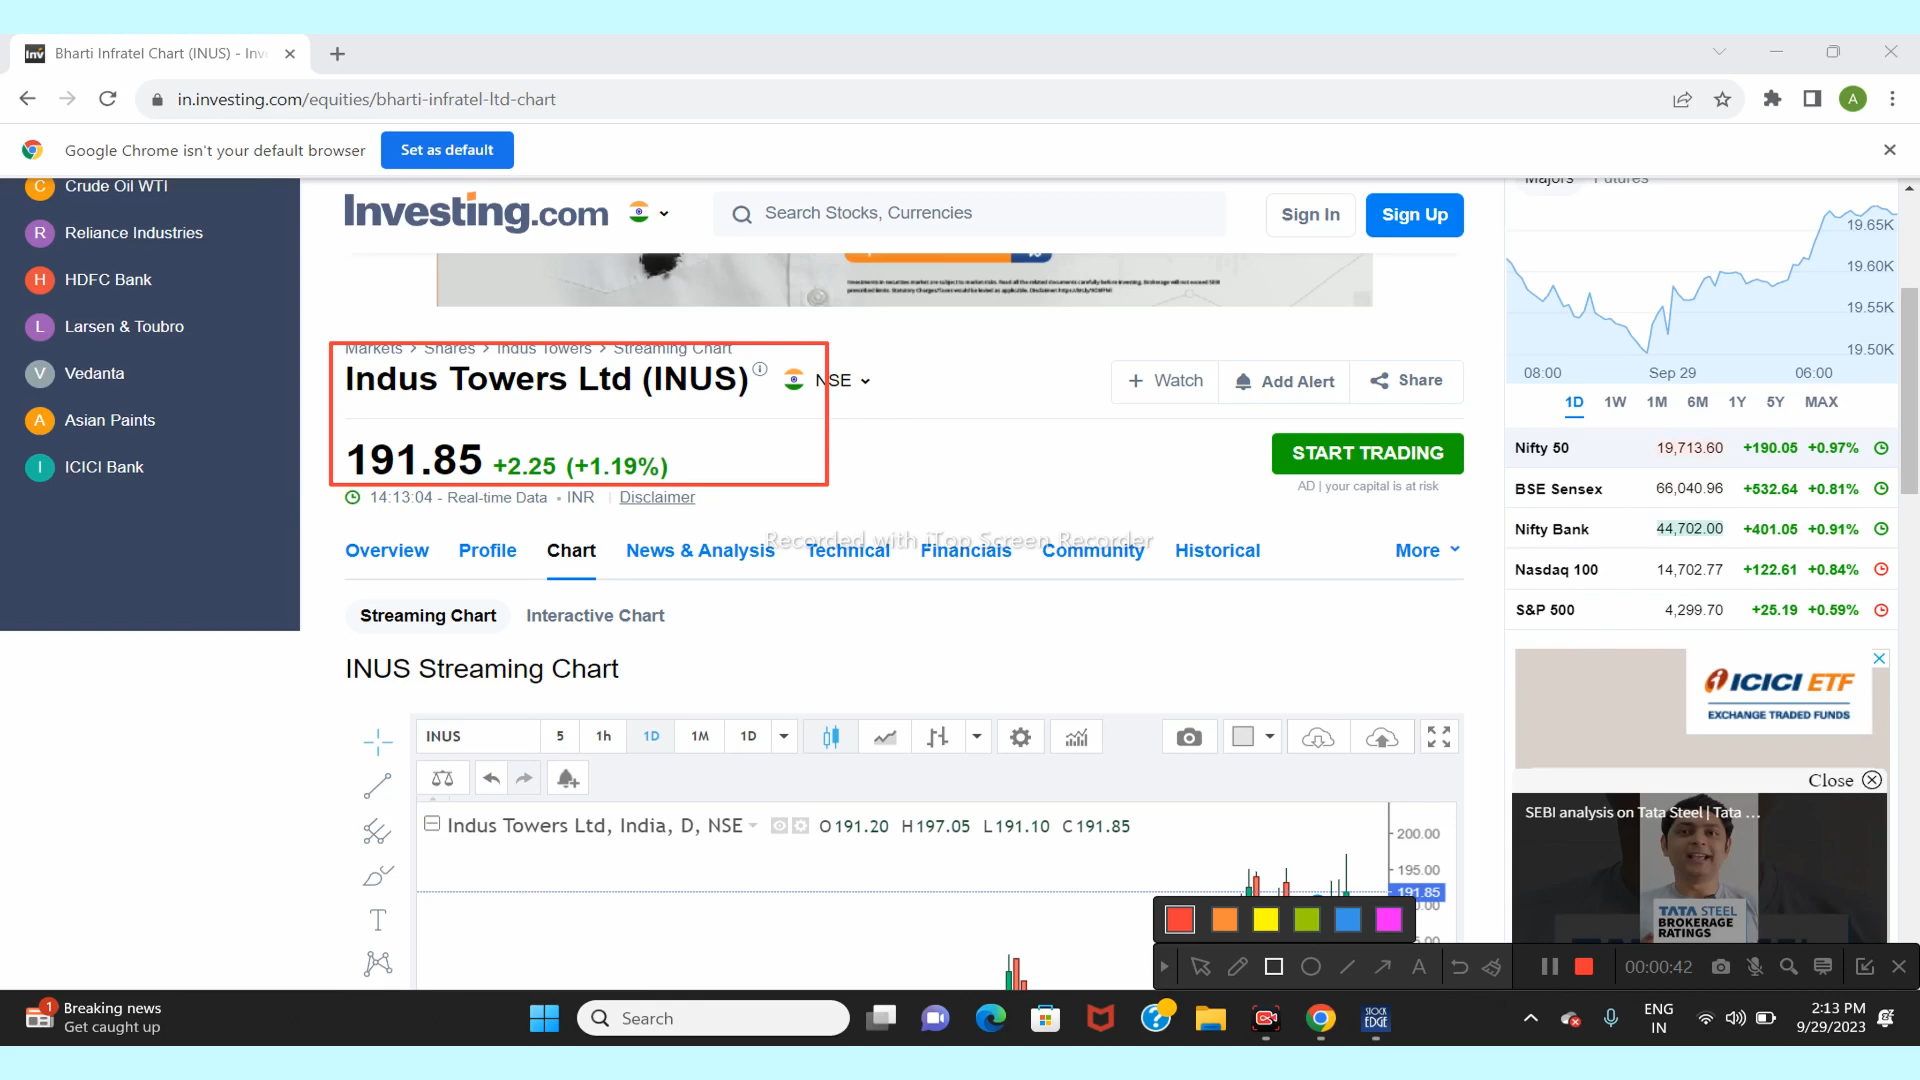 Bharti Infratel Chart (INUS) - Inv
in.investing.com/equities/bharti-infratel-ltd-chart
A
Google Chrome isn't your default browser
Set as default
C Crude Oil WTI
R Reliance Industries
H HDFC Bank
L Larsen & Toubro
V Vedanta
A Asian Paints
I ICICI Bank
Investing.com
Search Stocks, Currencies
Sign In
Sign Up
Markets > Shares > Indus Towers > Streaming Chart
Indus Towers Ltd (INUS)
NSE
Watch
Add Alert
Share
191.85 +2.25 (+1.19%)
14:13:04 - Real-time Data • INR | Disclaimer
START TRADING
AD | your capital is at risk
Recorded with iTop Screen Recorder
Overview Profile Chart News & Analysis Technical Financials Community Historical More
Streaming Chart Interactive Chart
INUS Streaming Chart
INUS 5 1h 1D 1M 1D
Indus Towers Ltd, India, D, NSE O191.20 H197.05 L191.10 C191.85
200.00
195.00
191.85
T
Majors Futures
19.65K
19.60K
19.55K
19.50K
08:00 Sep 29 06:00
1D 1W 1M 6M 1Y 5Y MAX
Nifty 50 19,713.60 +190.05 +0.97%
BSE Sensex 66,040.96 +532.64 +0.81%
Nifty Bank 44,702.00 +401.05 +0.91%
Nasdaq 100 14,702.77 +122.61 +0.84%
S&P 500 4,299.70 +25.19 +0.59%
ICICI ETF
EXCHANGE TRADED FUNDS
Close
SEBI analysis on Tata Steel | Tata ...
TATA STEEL
BROKERAGE
RATINGS
A
00:00:42
1
Breaking news
Get caught up
Search
STOCK
EDGE
ENG
IN
2:13 PM
9/29/2023